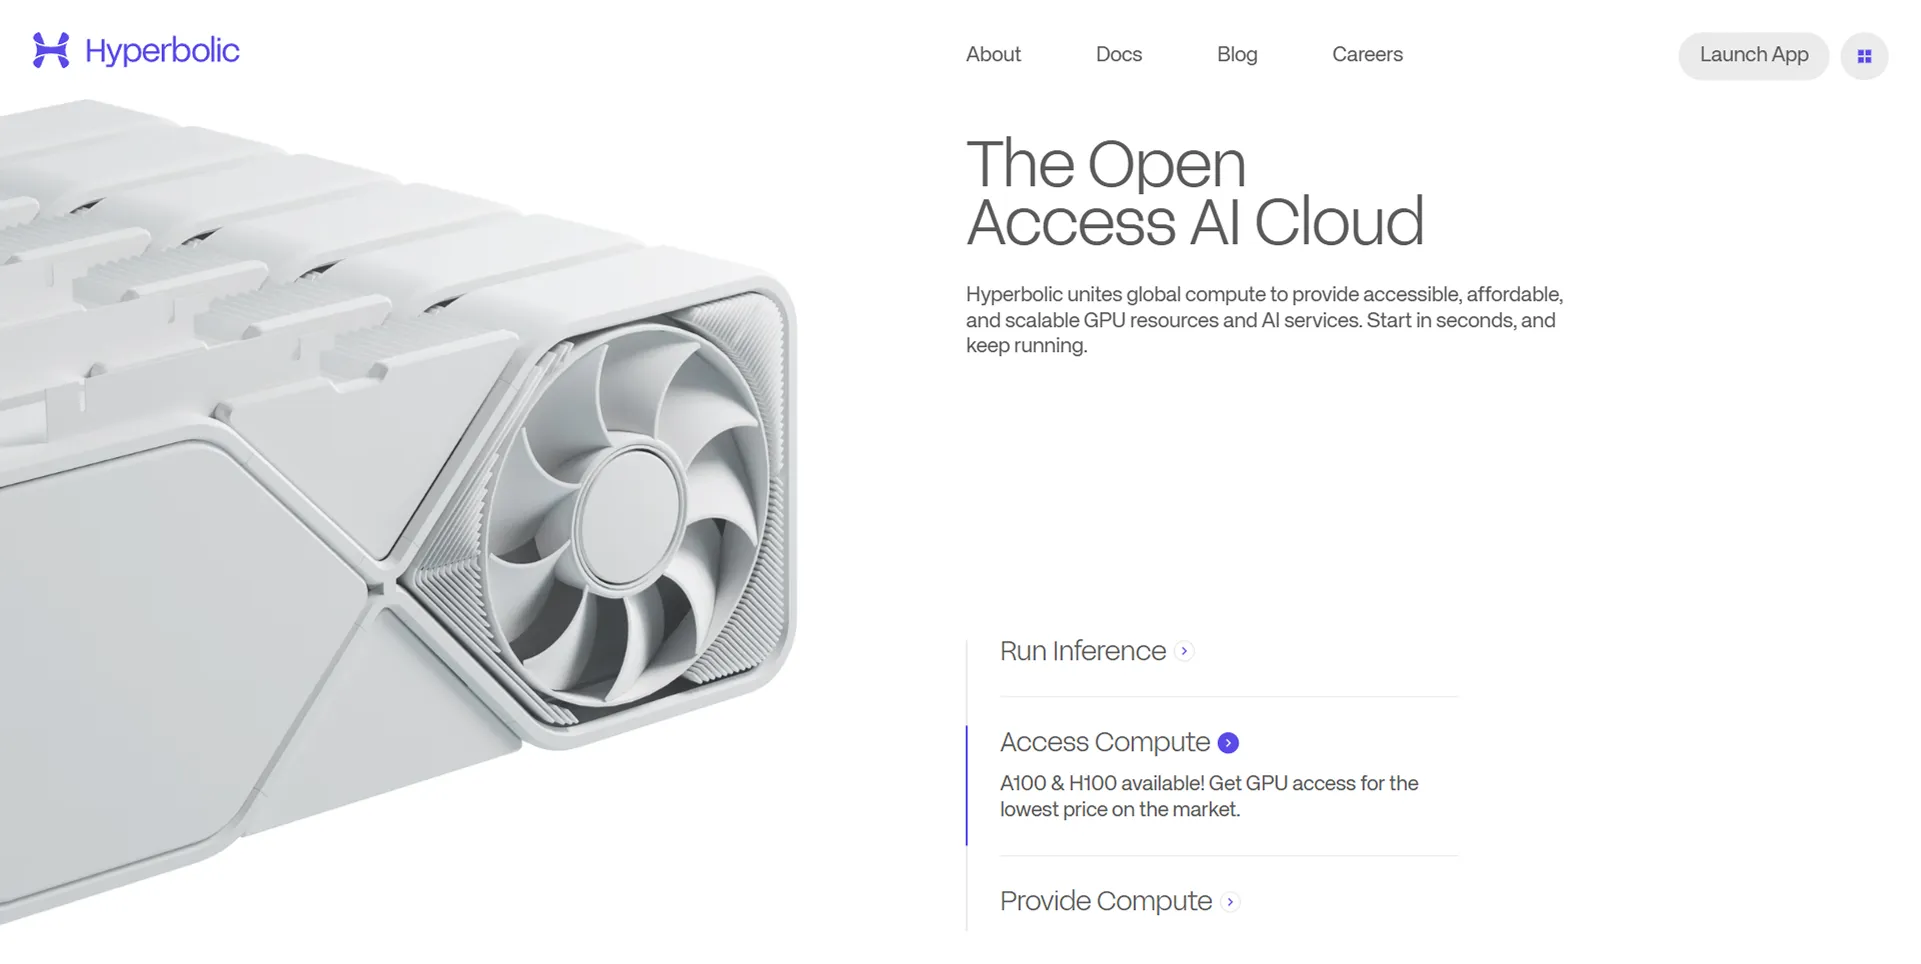 Hyperbolic
About
Docs
Blog
Careers
Launch App
The Open
Access AI Cloud
Hyperbolic unites global compute to provide accessible, affordable,
and scalable GPU resources and AI services. Start in seconds, and
keep running.
Run Inference
Access Compute
A100 & H100 available! Get GPU access for the
lowest price on the market.
Provide Compute